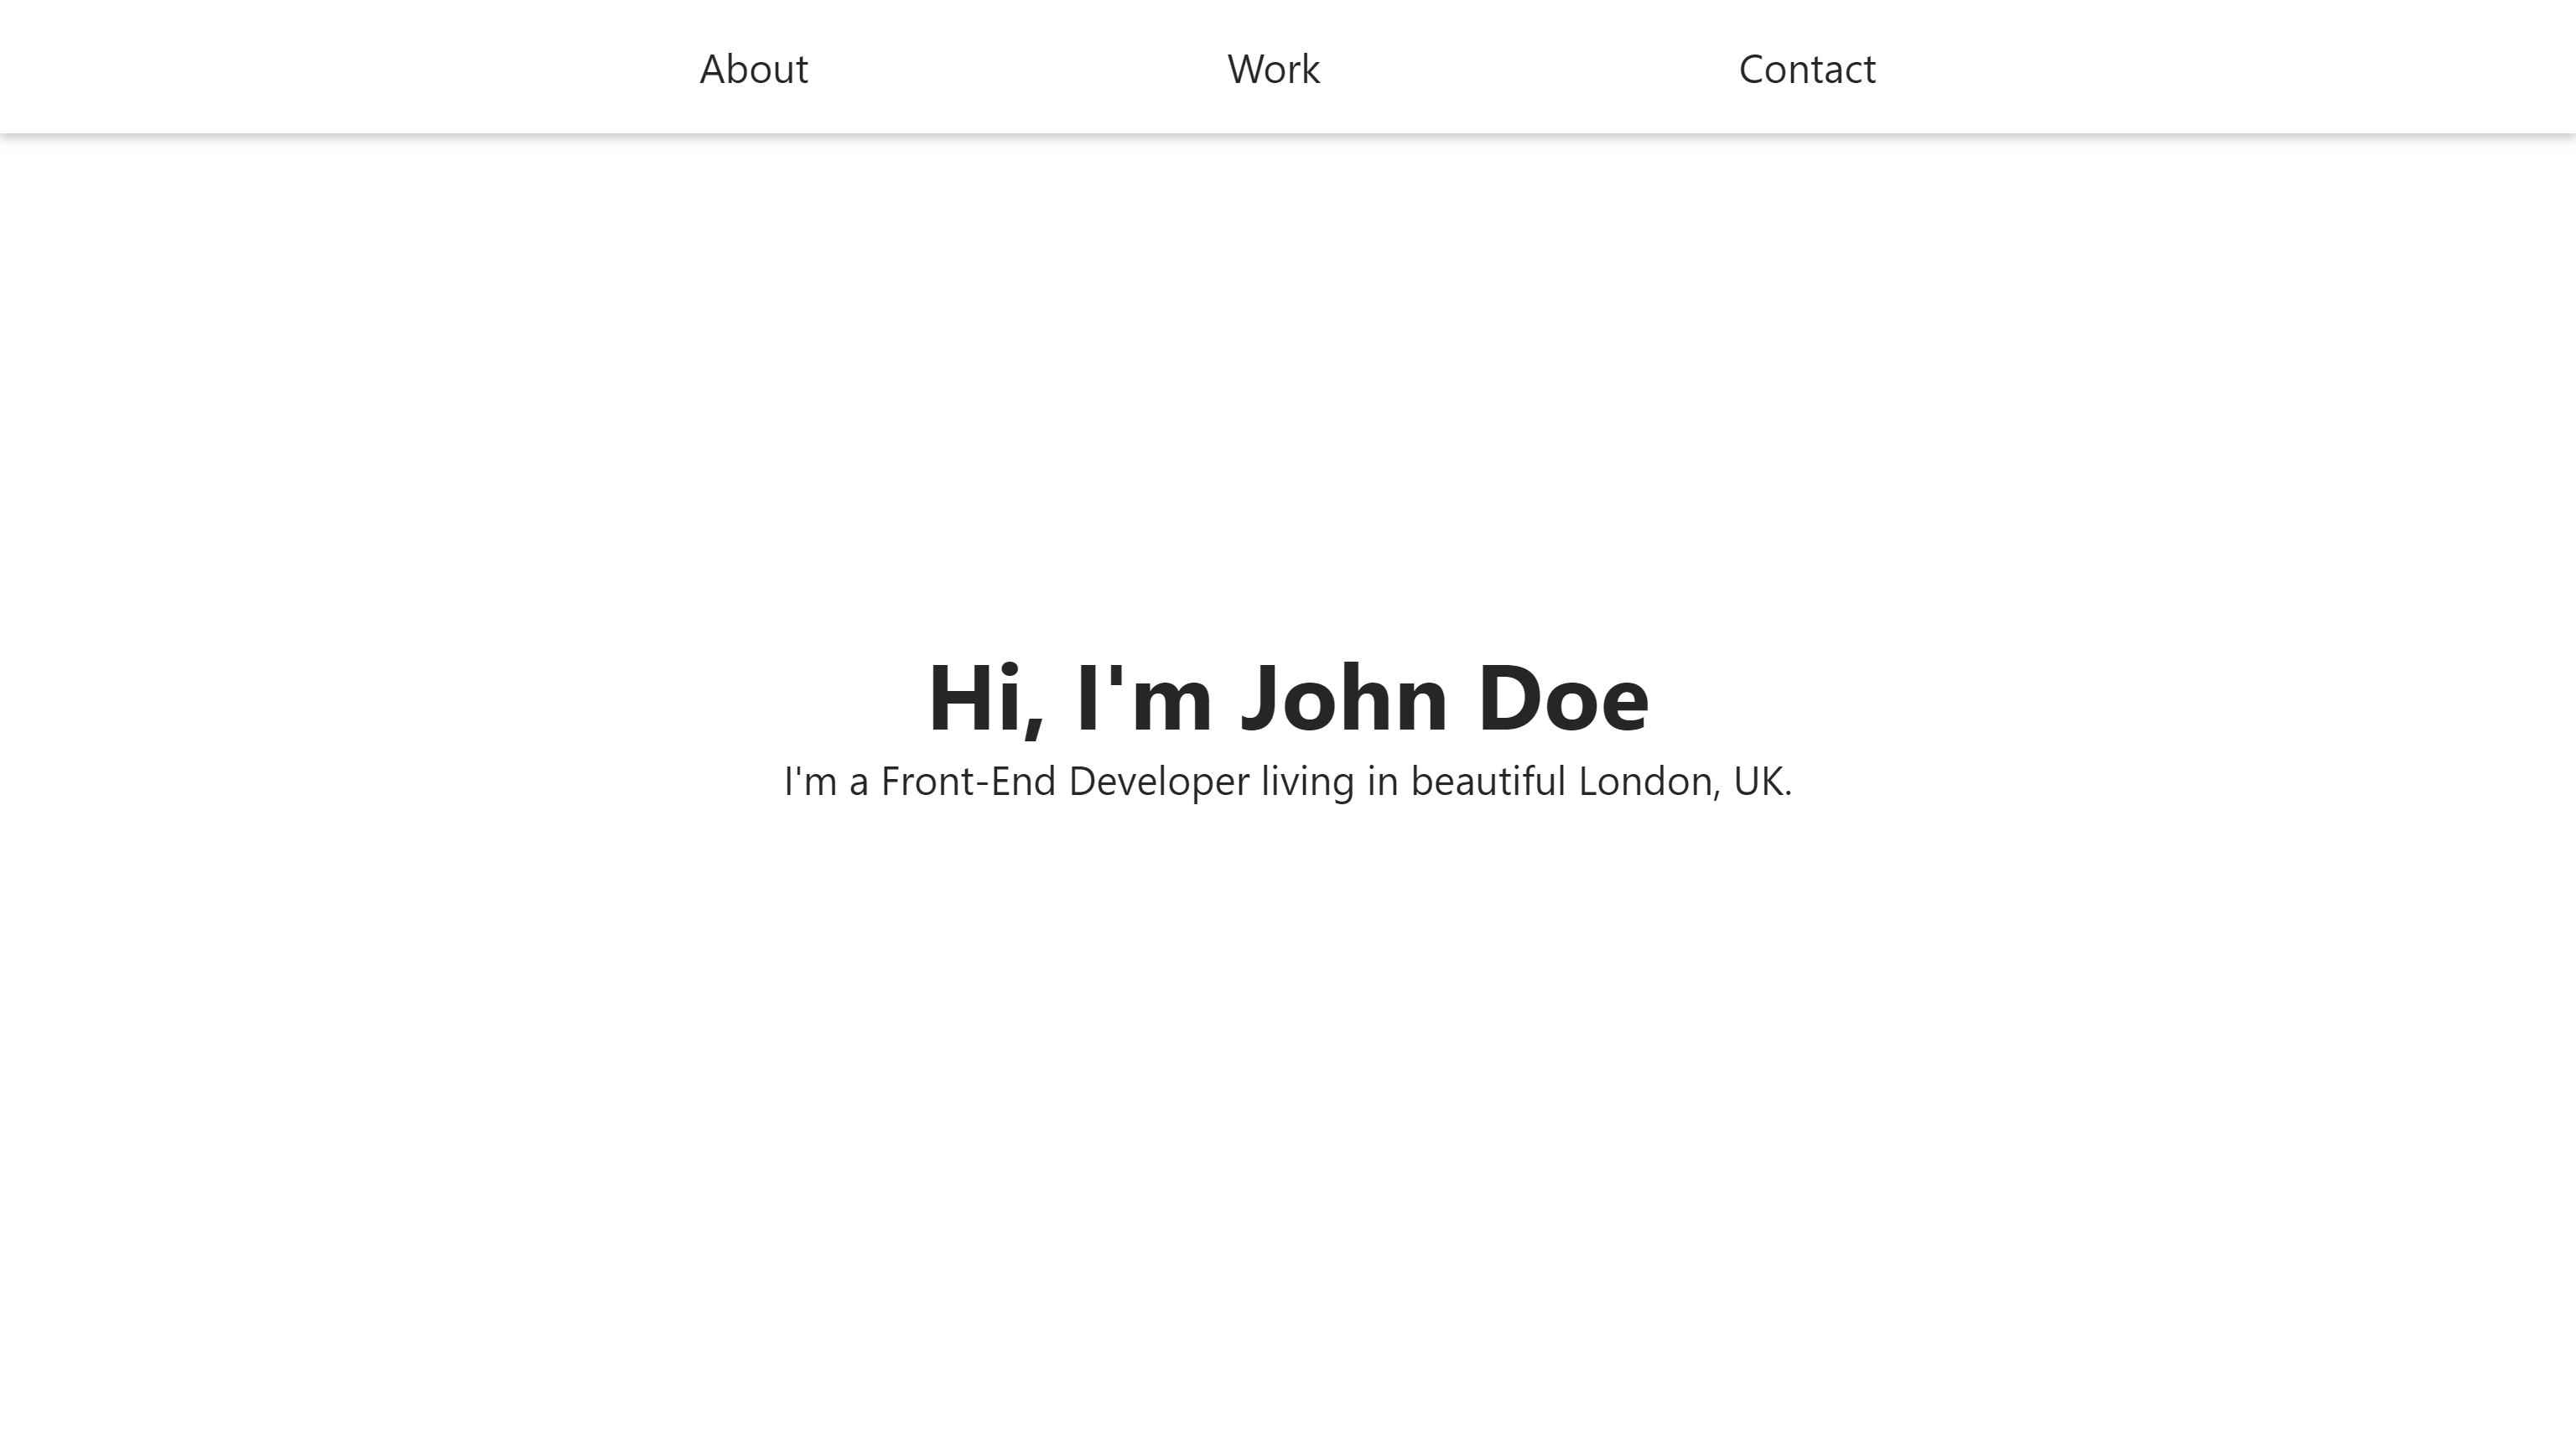 About Work Contact
Hi, I'm John Doe
I'm a Front-End Developer living in beautiful London, UK.